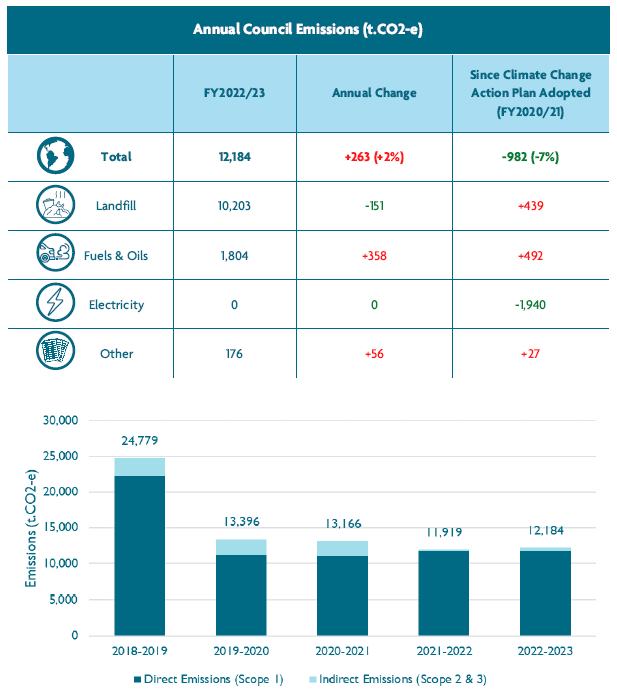 Annual Council Emissions (t.CO2-e)
FY2022/23
Annual Change
Since Climate Change
Action Plan Adopted
(FY2020/21)
Total 12,184 +263 (+2%) -982 (-7%)
Landfill 10,203 -151 +439
Fuels & Oils 1,804 +358 +492
Electricity 0 0 -1,940
Other 176 +56 +27
Emissions (t.CO2-e)
30,000
25,000
20,000
15,000
10,000
5,000
0
24,779
13,396
13,166
11,919
12,184
2018-2019 2019-2020 2020-2021 2021-2022 2022-2023
Direct Emissions (Scope 1) Indirect Emissions (Scope 2 & 3)